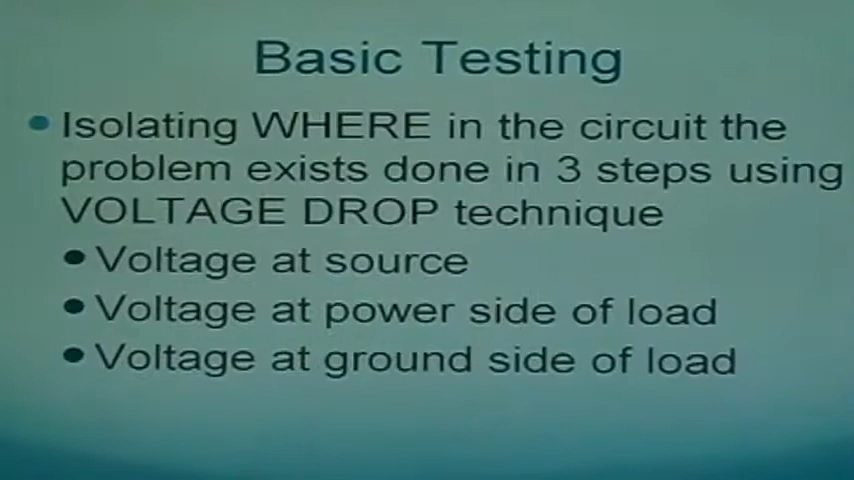 Basic Testing
• Isolating WHERE in the circuit the
problem exists done in 3 steps using
VOLTAGE DROP technique
• Voltage at source
• Voltage at power side of load
• Voltage at ground side of load